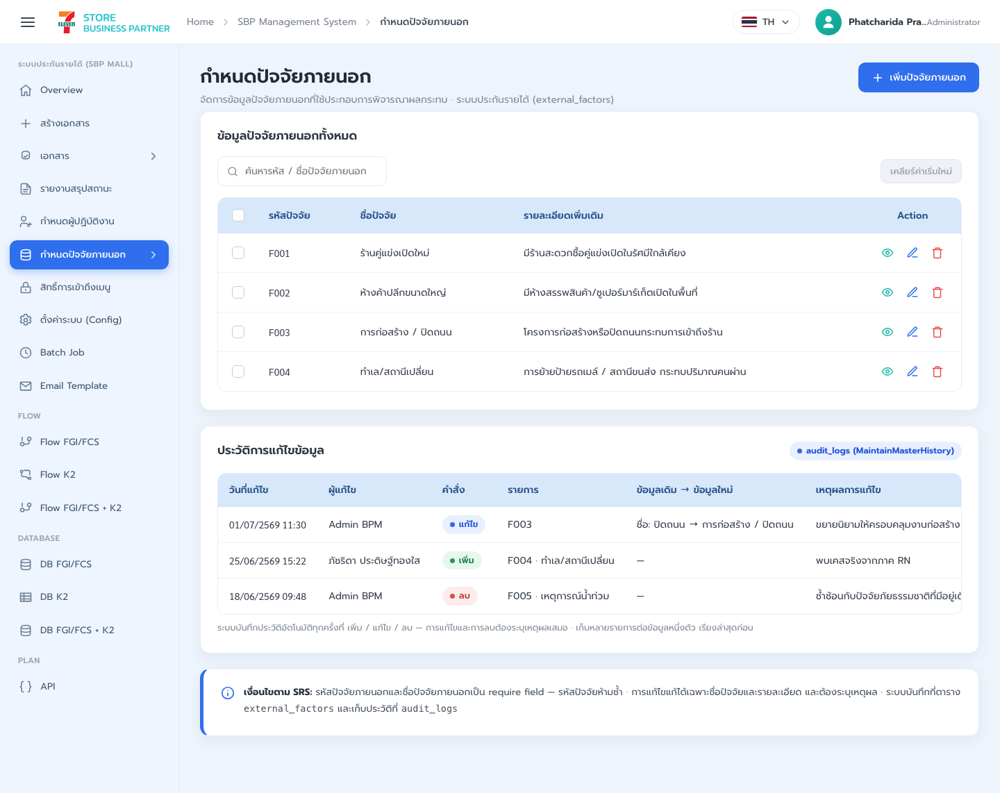 7
ELEVEN
STORE
BUSINESS PARTNER
Home > SBP Management System > กำหนดปัจจัยภายนอก
TH
Phatcharida Pra... Administrator
ระบบประกันรายได้ (SBP MALL)
Overview
สร้างเอกสาร
เอกสาร
รายงานสรุปสถานะ
กำหนดผู้ปฏิบัติงาน
กำหนดปัจจัยภายนอก
สิทธิ์การเข้าถึงเมนู
ตั้งค่าระบบ (Config)
Batch Job
Email Template
FLOW
Flow FGI/FCS
Flow K2
Flow FGI/FCS + K2
DATABASE
DB FGI/FCS
DB K2
DB FGI/FCS + K2
PLAN
API
กำหนดปัจจัยภายนอก
จัดการข้อมูลปัจจัยภายนอกที่ใช้ประกอบการพิจารณาผลกระทบ · ระบบประกันรายได้ (external_factors)
เพิ่มปัจจัยภายนอก
ข้อมูลปัจจัยภายนอกทั้งหมด
ค้นหารหัส / ชื่อปัจจัยภายนอก
เคลียร์ค่าเริ่มใหม่
รหัสปัจจัย ชื่อปัจจัย รายละเอียดเพิ่มเติม Action
F001 ร้านคู่แข่งเปิดใหม่ มีร้านสะดวกซื้อคู่แข่งเปิดในรัศมีใกล้เคียง
F002 ห้างค้าปลีกขนาดใหญ่ มีห้างสรรพสินค้า/ซูเปอร์มาร์เก็ตเปิดในพื้นที่
F003 การก่อสร้าง / ปิดถนน โครงการก่อสร้างหรือปิดถนนกระทบการเข้าถึงร้าน
F004 ทำเล/สถานีเปลี่ยน การย้ายป้ายรถเมล์ / สถานีขนส่ง กระทบปริมาณคนผ่าน
ประวัติการแก้ไขข้อมูล
audit_logs (MaintainMasterHistory)
วันที่แก้ไข ผู้แก้ไข คำสั่ง รายการ ข้อมูลเดิม → ข้อมูลใหม่ เหตุผลการแก้ไข
01/07/2569 11:30 Admin BPM แก้ไข F003 ชื่อ: ปิดถนน → การก่อสร้าง / ปิดถนน ขยายนิยามให้ครอบคลุมงานก่อสร้าง
25/06/2569 15:22 ภัชริดา ประดิษฐ์ทองใส เพิ่ม F004 · ทำเล/สถานีเปลี่ยน — พบเคสจริงจากภาค RN
18/06/2569 09:48 Admin BPM ลบ F005 · เหตุการณ์น้ำท่วม — ซ้ำซ้อนกับปัจจัยภัยธรรมชาติที่มีอยู่
ระบบบันทึกประวัติอัตโนมัติทุกครั้งที่ เพิ่ม / แก้ไข / ลบ — การแก้ไขและการลบต้องระบุเหตุผลเสมอ · เก็บหลายรายการต่อข้อมูลหนึ่งตัว เรียงล่าสุดก่อน
เงื่อนไขตาม SRS: รหัสปัจจัยภายนอกและชื่อปัจจัยภายนอกเป็น require field — รหัสปัจจัยห้ามซ้ำ · การแก้ไขแก้ได้เฉพาะชื่อปัจจัยและรายละเอียด และต้องระบุเหตุผล · ระบบบันทึกที่ตาราง
external_factors และเก็บประวัติที่ audit_logs